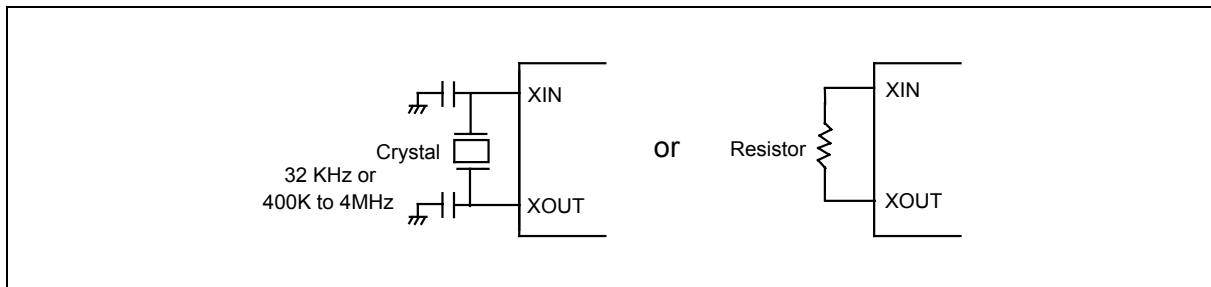 XIN
Crystal
32 KHz or
400K to 4MHz
XOUT
or
XIN
Resistor
XOUT